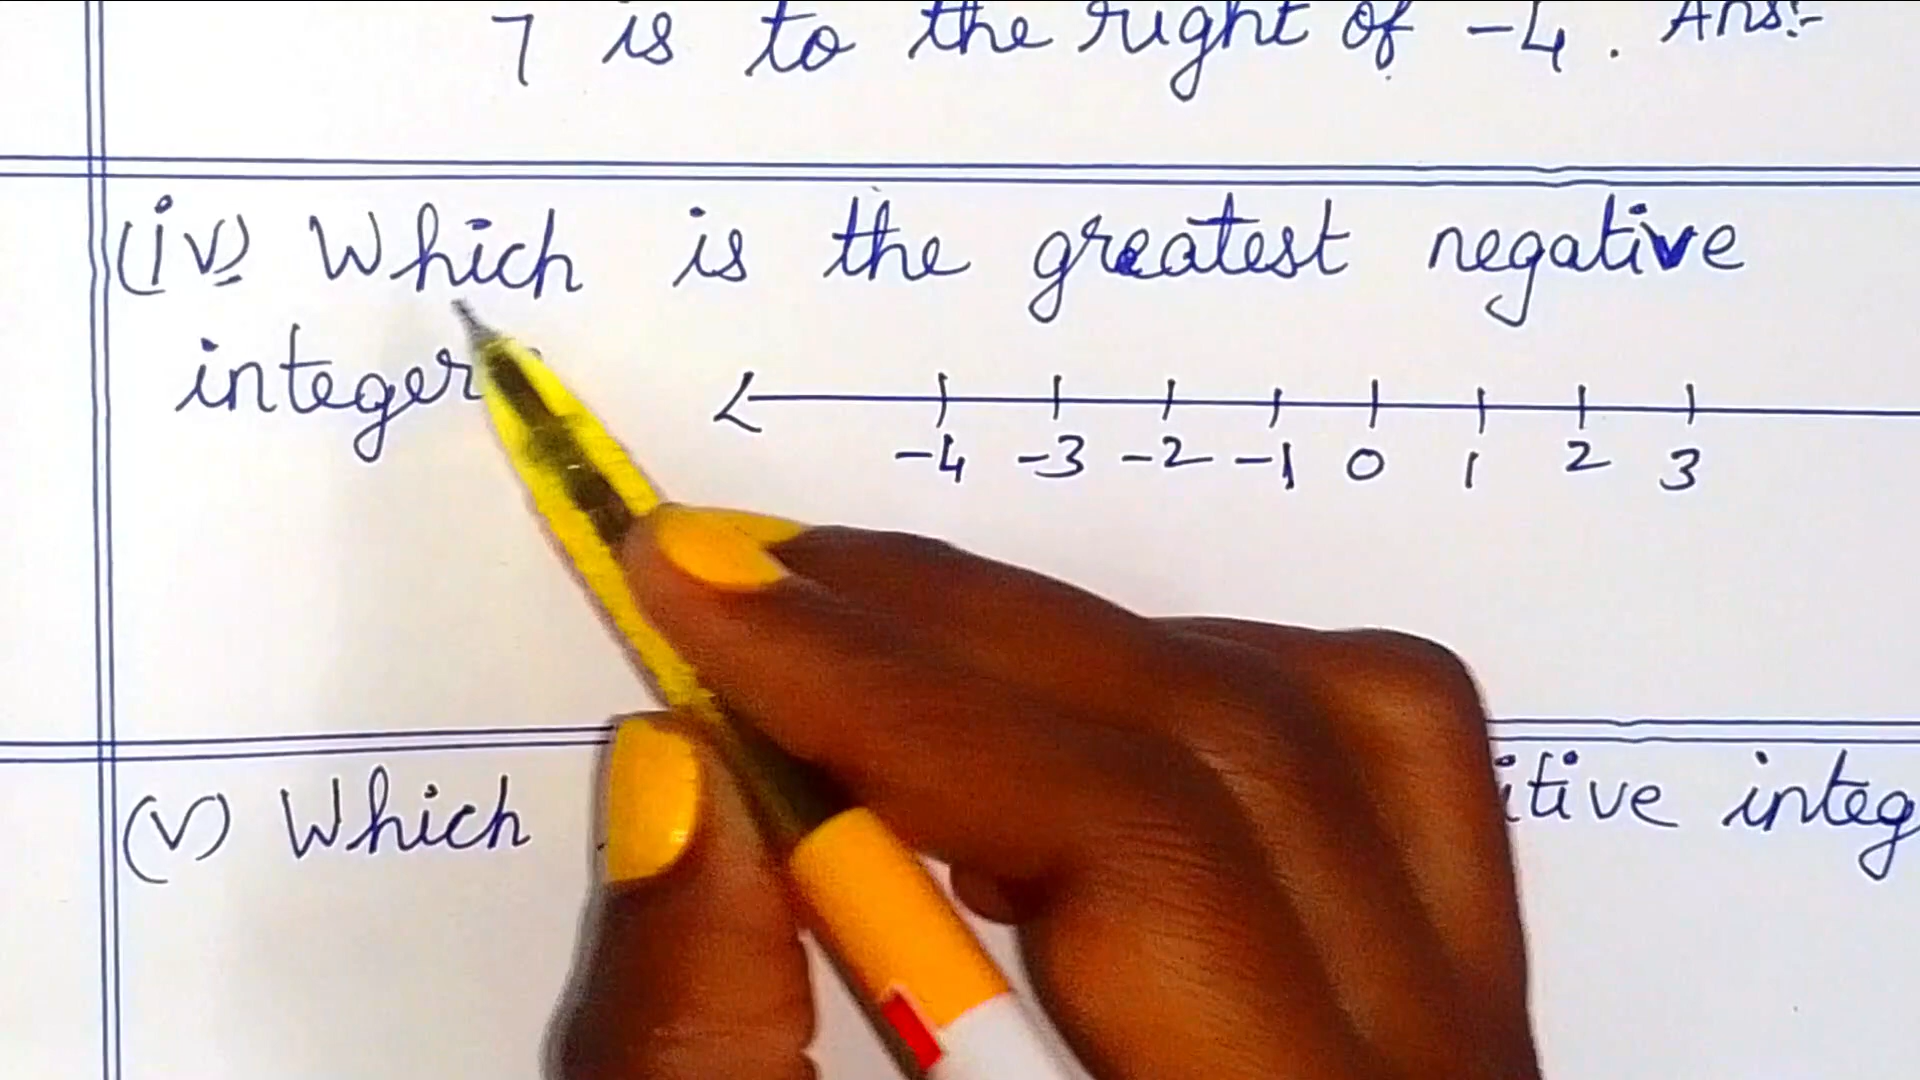 7 is to the right of -4. Ans:-
(iv) Which is the greatest negative
integer
-4 -3 -2 -1 0 1 2 3
(v) Which itive integ